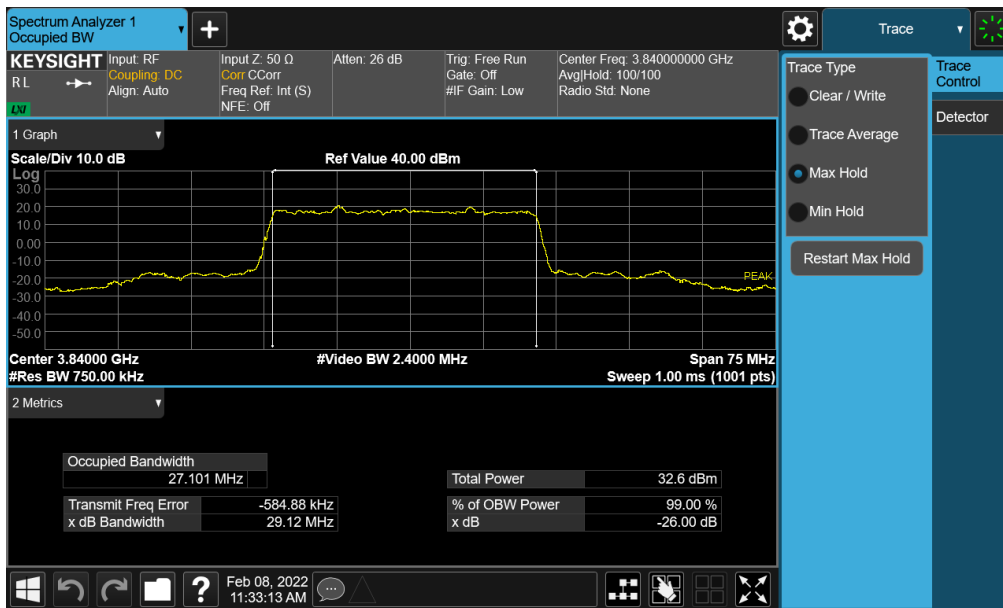 Spectrum Analyzer 1
Occupied BW
Trace
KEYSIGHT
R L
LXI
Input: RF
Coupling: DC
Align: Auto
Input Z: 50 Ω
Corr CCorr
Freq Ref: Int (S)
NFE: Off
Atten: 26 dB
Trig: Free Run
Gate: Off
#IF Gain: Low
Center Freq: 3.840000000 GHz
Avg|Hold: 100/100
Radio Std: None
Trace Type
Clear / Write
Trace Average
Max Hold
Min Hold
Restart Max Hold
Trace
Control
Detector
1 Graph
Scale/Div 10.0 dB
Ref Value 40.00 dBm
Log
30.0
20.0
10.0
0.00
-10.0
-20.0
-30.0
-40.0
-50.0
PEAK
Center 3.84000 GHz
#Video BW 2.4000 MHz
Span 75 MHz
#Res BW 750.00 kHz
Sweep 1.00 ms (1001 pts)
2 Metrics
Occupied Bandwidth
27.101 MHz
Total Power 32.6 dBm
Transmit Freq Error -584.88 kHz
% of OBW Power 99.00 %
x dB Bandwidth 29.12 MHz
x dB -26.00 dB
?
Feb 08, 2022
11:33:13 AM